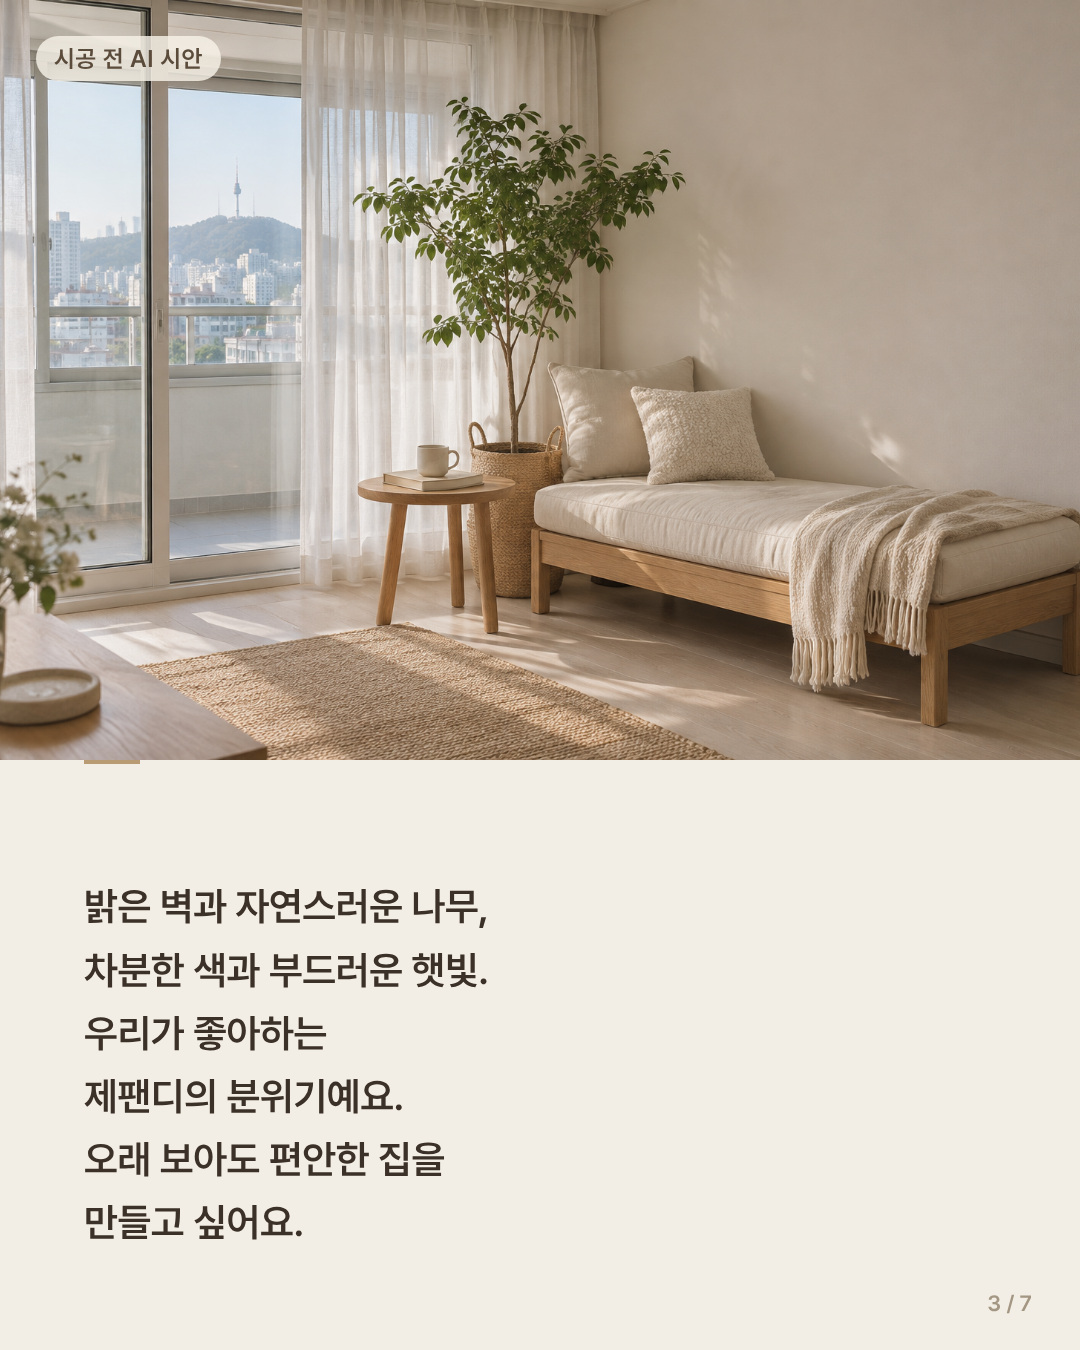 시공 전 AI 시안
밝은 벽과 자연스러운 나무,
차분한 색과 부드러운 햇빛.
우리가 좋아하는
제팬디의 분위기예요.
오래 보아도 편안한 집을
만들고 싶어요.
3 / 7